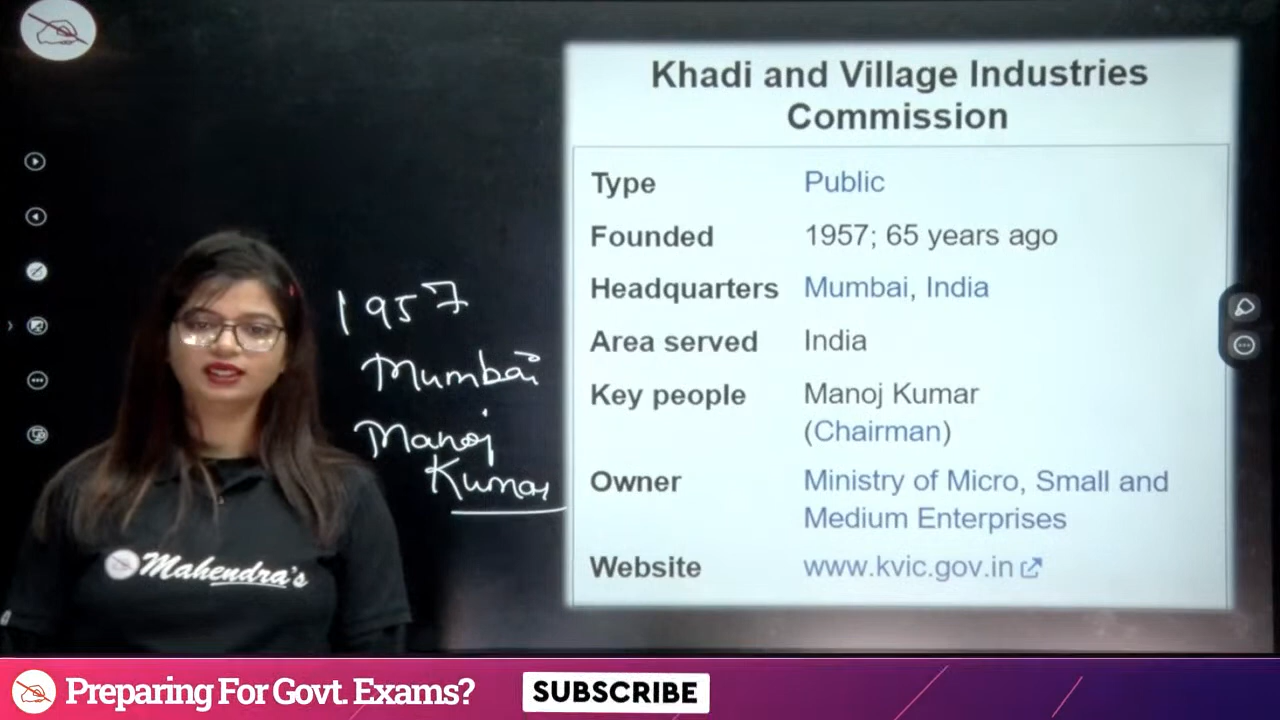 Khadi and Village Industries
Commission
Type Public
Founded 1957; 65 years ago
Headquarters Mumbai, India
Area served India
Key people Manoj Kumar
(Chairman)
Owner Ministry of Micro, Small and
Medium Enterprises
Website www.kvic.gov.in
1957
Mumbai
Manoj
Kumar
Mahendra's
Preparing For Govt. Exams? SUBSCRIBE